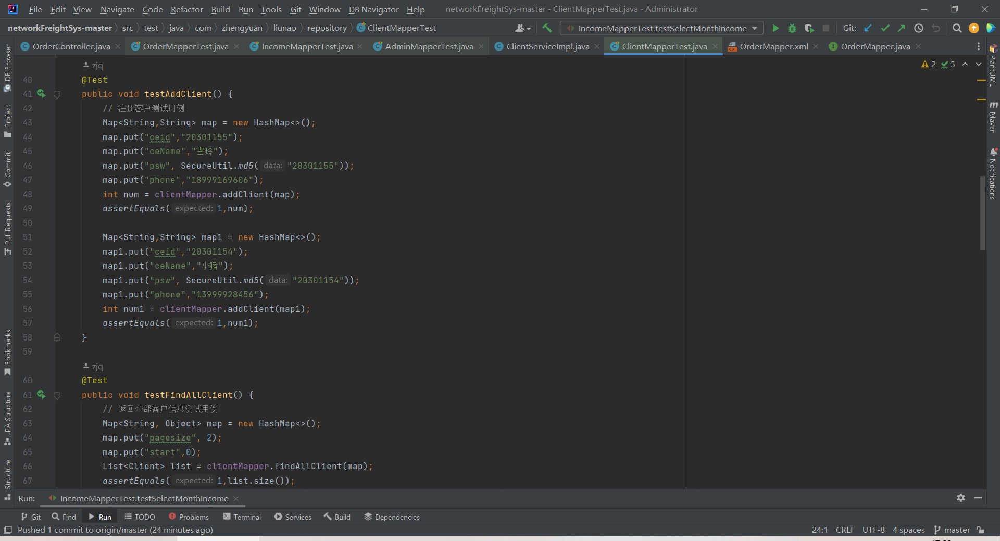 File Edit View Navigate Code Refactor Build Run Tools Git Window DB Navigator Help networkFreightSys-master - ClientMapperTest.java - Administrator
networkFreightSys-master src test java com zhengyuan liunao repository ClientMapperTest IncomeMapperTest.testSelectMonthIncome Git:
OrderController.java OrderMapperTest.java IncomeMapperTest.java AdminMapperTest.java ClientServiceImpl.java ClientMapperTest.java OrderMapper.xml OrderMapper.java
DB Browser
Project
Commit
Pull Requests
Bookmarks
JPA Structure
Structure
zjq 2 5
40 @Test
41 public void testAddClient() {
42 // 注册客户测试用例
43 Map<String,String> map = new HashMap<>();
44 map.put("ceid","20301155");
45 map.put("ceName","雪玲");
46 map.put("psw", SecureUtil.md5( data: "20301155"));
47 map.put("phone","18999169606");
48 int num = clientMapper.addClient(map);
49 assertEquals( expected: 1,num);
50
51 Map<String,String> map1 = new HashMap<>();
52 map1.put("ceid","20301154");
53 map1.put("ceName","小猪");
54 map1.put("psw", SecureUtil.md5( data: "20301154"));
55 map1.put("phone","13999928456");
56 int num1 = clientMapper.addClient(map1);
57 assertEquals( expected: 1,num1);
58 }
59
zjq
60 @Test
61 public void testFindAllClient() {
62 // 返回全部客户信息测试用例
63 Map<String, Object> map = new HashMap<>();
64 map.put("pagesize", 2);
65 map.put("start",0);
66 List<Client> list = clientMapper.findAllClient(map);
67 assertEquals( expected: 1,list.size());
PlantUML
Maven
Notifications
Run: IncomeMapperTest.testSelectMonthIncome
Git Find Run TODO Problems Terminal Services Build Dependencies
Pushed 1 commit to origin/master (24 minutes ago) 24:1 CRLF UTF-8 4 spaces master